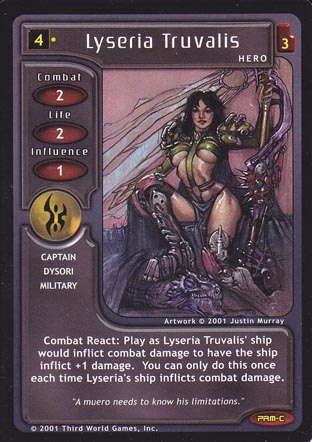 4
Lyseria Truvalis
3
HERO
Combat
2
Life
2
Influence
1
CAPTAIN
DYSORI
MILITARY
Artwork © 2001 Justin Murray
Combat React: Play as Lyseria Truvalis' ship
would inflict combat damage to have the ship
inflict +1 damage. You can only do this once
each time Lyseria's ship inflicts combat damage.
"A muero needs to know his limitations."
PRM-C
© 2001 Third World Games, Inc.